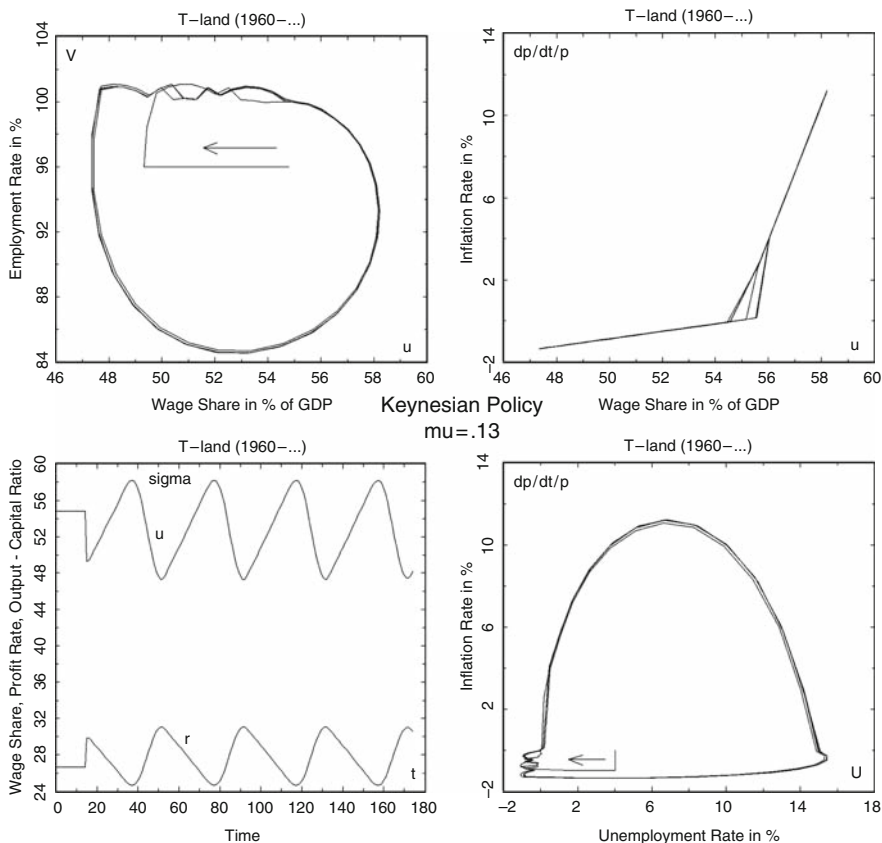 T-land (1960-...)
V
Employment Rate in %
104
100
96
92
88
84
u
46 48 50 52 54 56 58 60
Wage Share in % of GDP
T-land (1960-...)
dp/dt/p
Inflation Rate in %
14
10
6
2
-2
u
46 48 50 52 54 56 58 60
Wage Share in % of GDP
Keynesian Policy
mu=.13
T-land (1960-...)
sigma
Wage Share, Profit Rate, Output - Capital Ratio
60
56
52
48
44
40
36
32
28
24
u
r
t
0 20 40 60 80 100 120 140 160 180
Time
T-land (1960-...)
dp/dt/p
Inflation Rate in %
14
10
6
2
-2
U
-2 2 6 10 14 18
Unemployment Rate in %